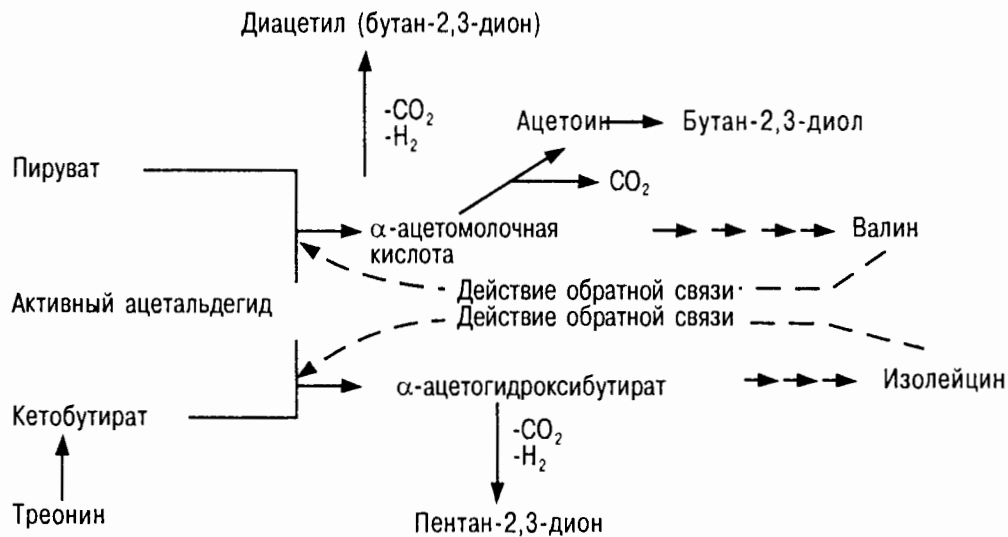 Диацетил (бутан-2,3-дион)
-CO₂
-H₂
Ацетоин
Бутан-2,3-диол
Пируват
CO₂
α-ацетомолочная
кислота
Валин
Действие обратной связи
Активный ацетальдегид
Действие обратной связи
α-ацетогидроксибутират
Изолейцин
Кетобутират
-CO₂
-H₂
Треонин
Пентан-2,3-дион